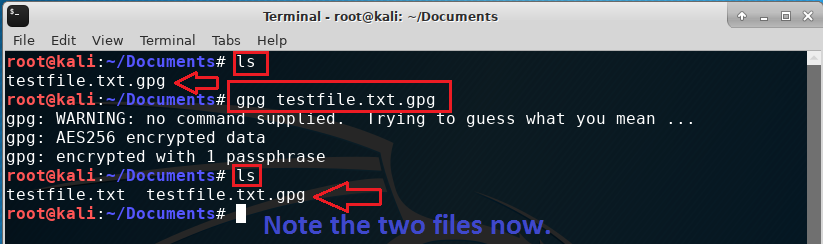 Terminal - root@kali: ~/Documents
File Edit View Terminal Tabs Help
root@kali:~/Documents# ls
testfile.txt.gpg
root@kali:~/Documents# gpg testfile.txt.gpg
gpg: WARNING: no command supplied.  Trying to guess what you mean ...
gpg: AES256 encrypted data
gpg: encrypted with 1 passphrase
root@kali:~/Documents# ls
testfile.txt  testfile.txt.gpg
root@kali:~/Documents#
Note the two files now.